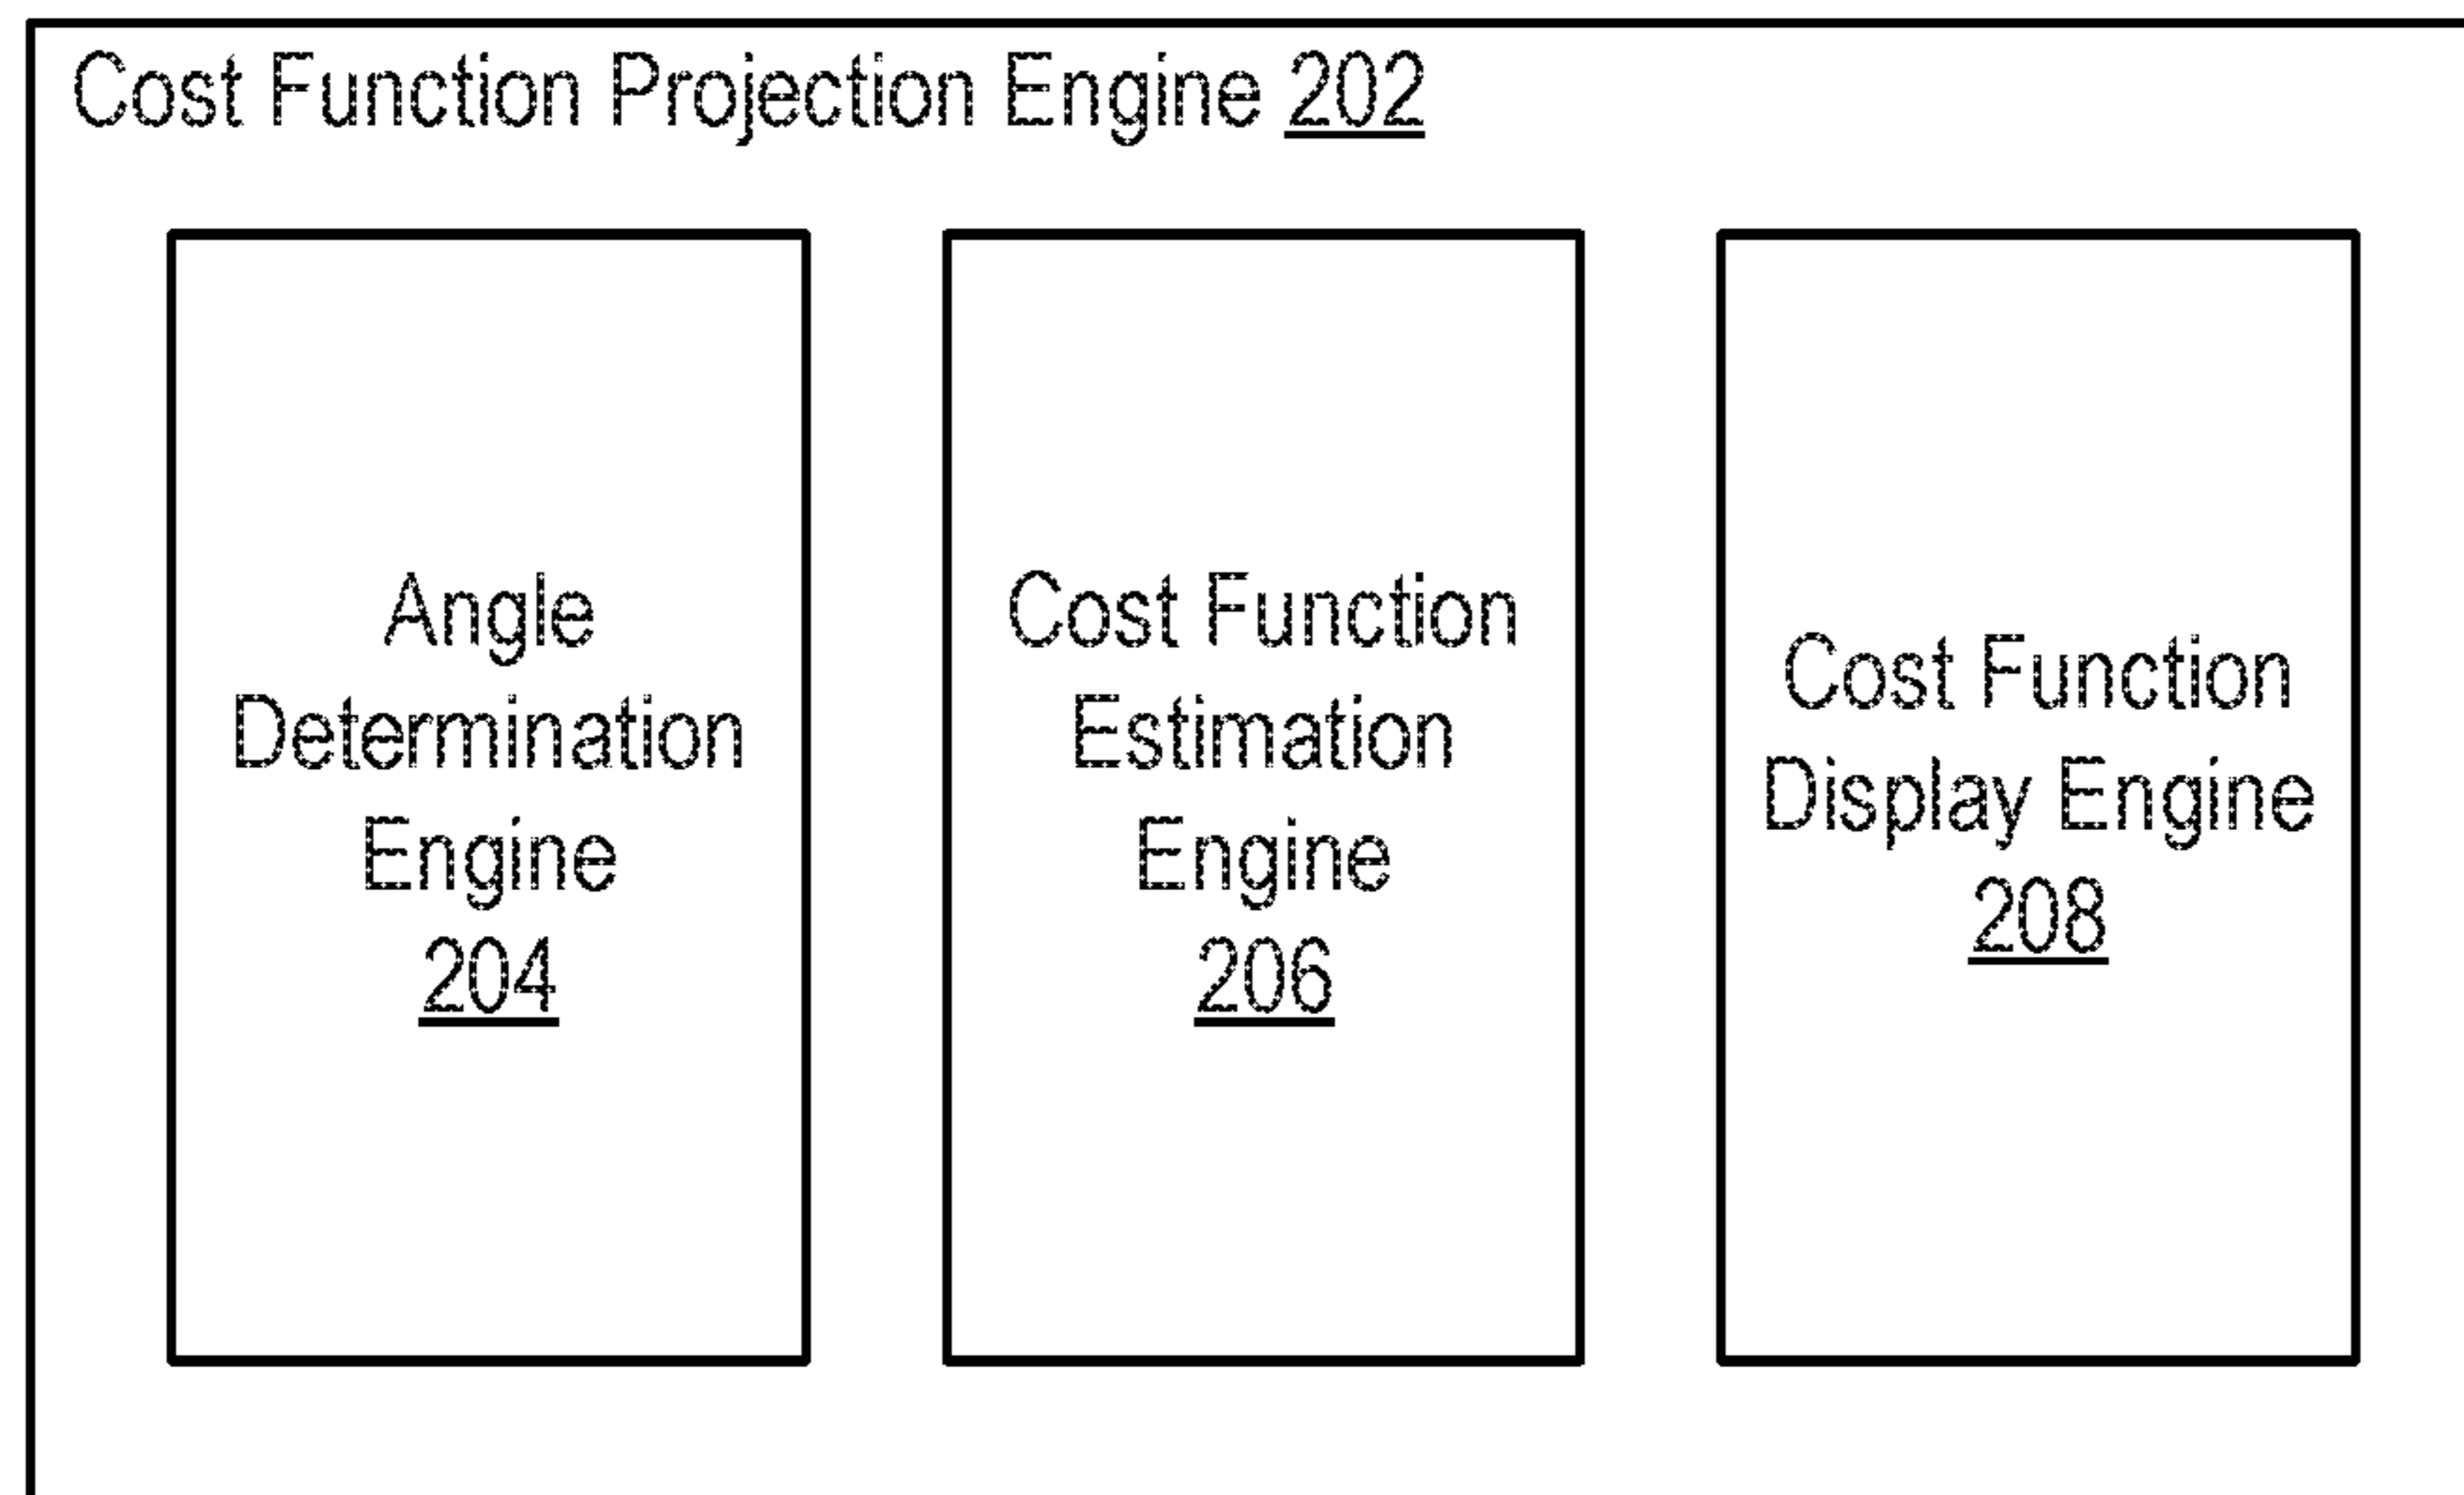 Cost Function Projection Engine 202
Angle
Determination
Engine
204
Cost Function
Estimation
Engine
206
Cost Function
Display Engine
208